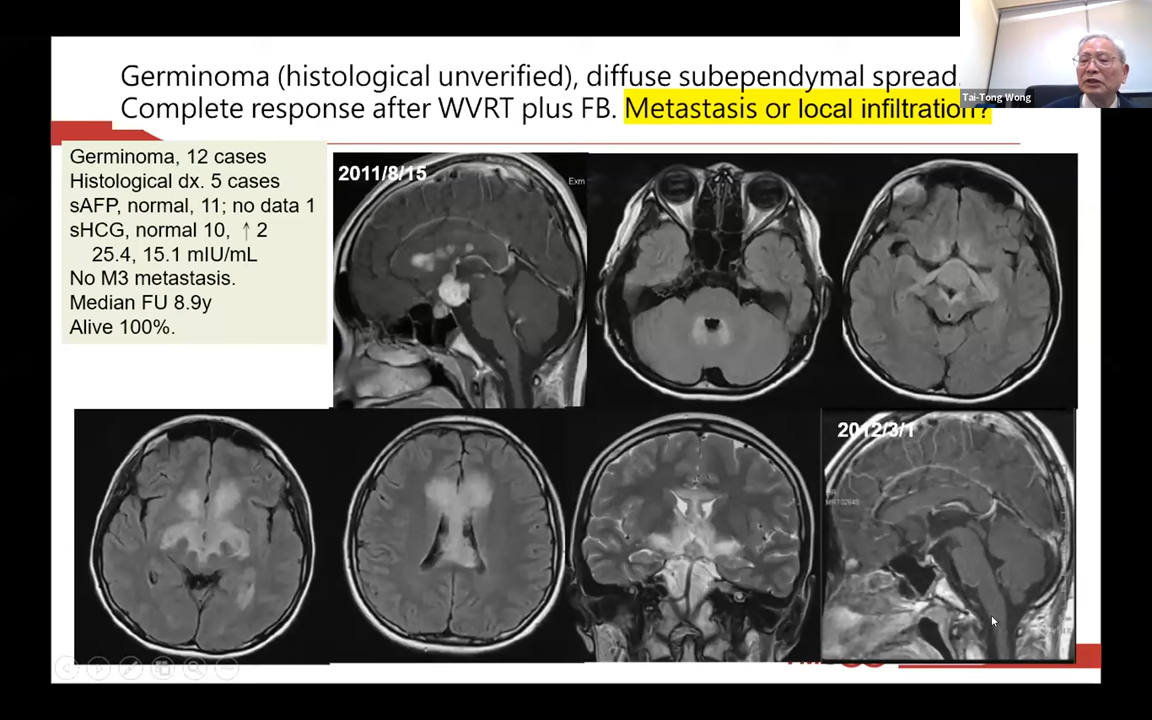 Germinoma (histological unverified), diffuse subependymal spread.
Complete response after WVRT plus FB. Metastasis or local infiltration?
Tai-Tong Wong
Germinoma, 12 cases
Histological dx. 5 cases
sAFP, normal, 11; no data 1
sHCG, normal 10, ↑ 2
25.4, 15.1 mIU/mL
No M3 metastasis.
Median FU 8.9y
Alive 100%.
2011/8/15
Exm
2012/3/1